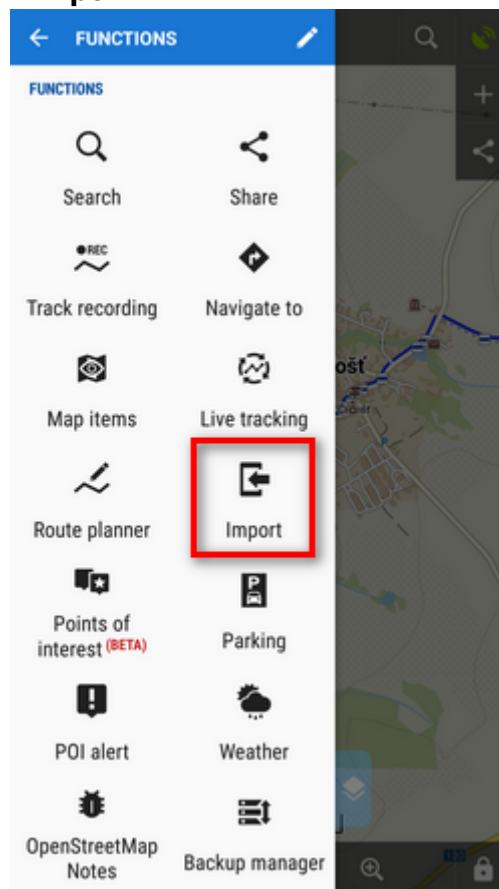 FUNCTIONS
FUNCTIONS
Search
Share
REC
Track recording
Navigate to
Map items
Live tracking
Route planner
Import
Points of
interest (BETA)
P
Parking
POI alert
Weather
OpenStreetMap
Notes
Backup manager
ošť